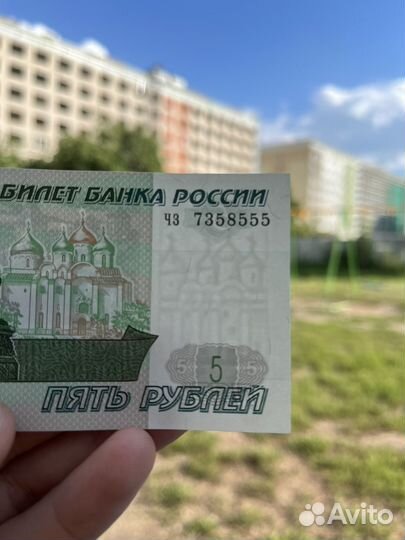 БИЛЕТ БАНКА РОССИИ
чз 7358555
5
ПЯТЬ РУБЛЕЙ
Avito